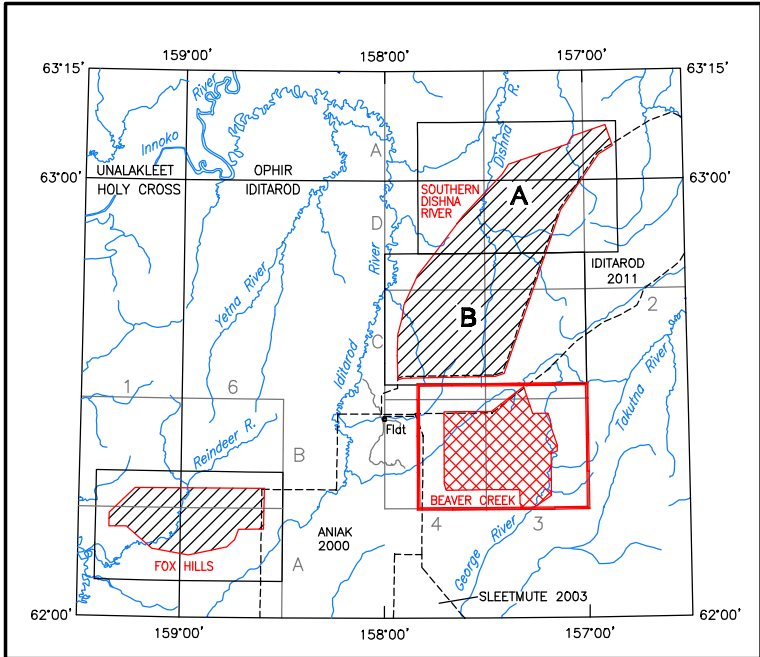 159°00'
158°00'
157°00'
63°15'
63°15'
River
Innoko
Dishna
R.
A
UNALAKLEET
OPHIR
HOLY CROSS
IDITAROD
63°00'
63°00'
SOUTHERN
DISHNA
RIVER
A
D
River
Yetna River
IDITAROD
2011
2
B
C
Iditarod
Takutna River
1
6
Flat
Reindeer R.
B
BEAVER CREEK
4
3
ANIAK
2000
George
River
A
FOX HILLS
SLEETMUTE 2003
62°00'
62°00'
159°00'
158°00'
157°00'